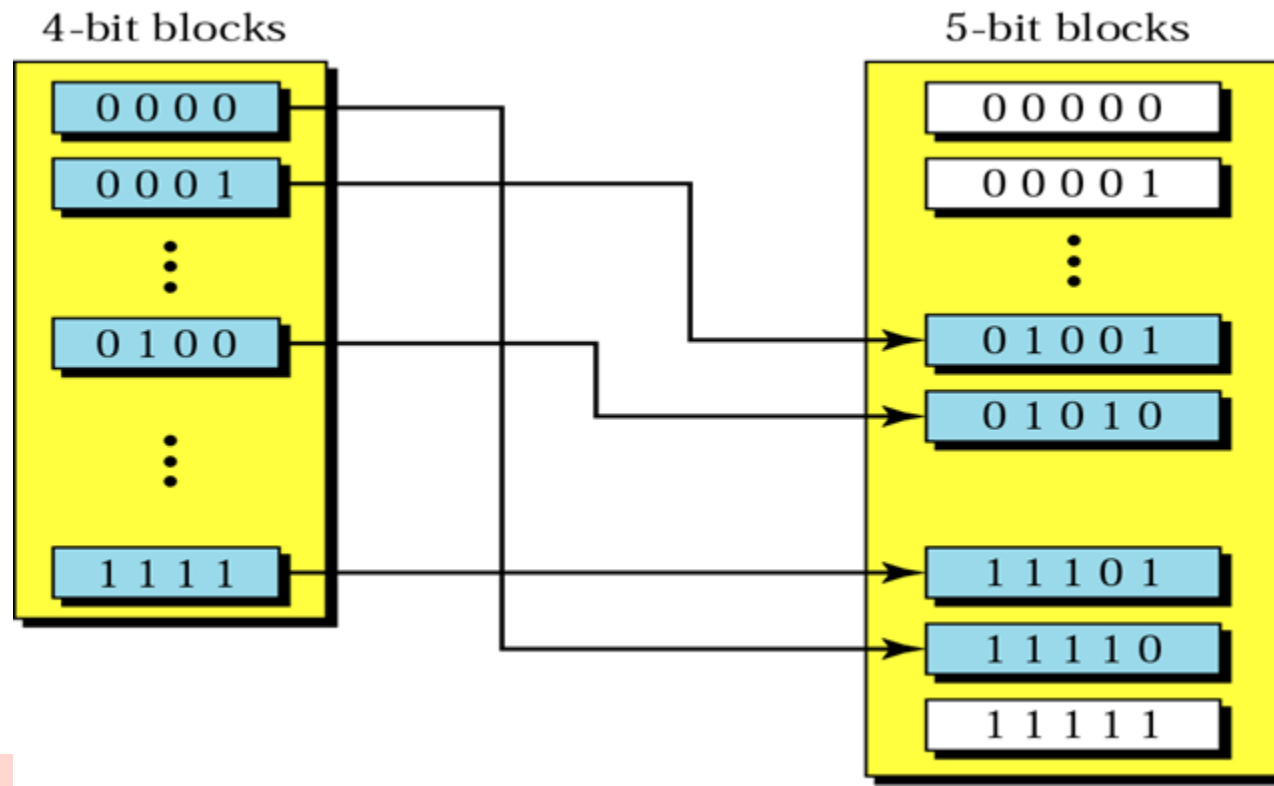 4-bit blocks
0 0 0 0
0 0 0 1
0 1 0 0
1 1 1 1
5-bit blocks
0 0 0 0 0
0 0 0 0 1
0 1 0 0 1
0 1 0 1 0
1 1 1 0 1
1 1 1 1 0
1 1 1 1 1